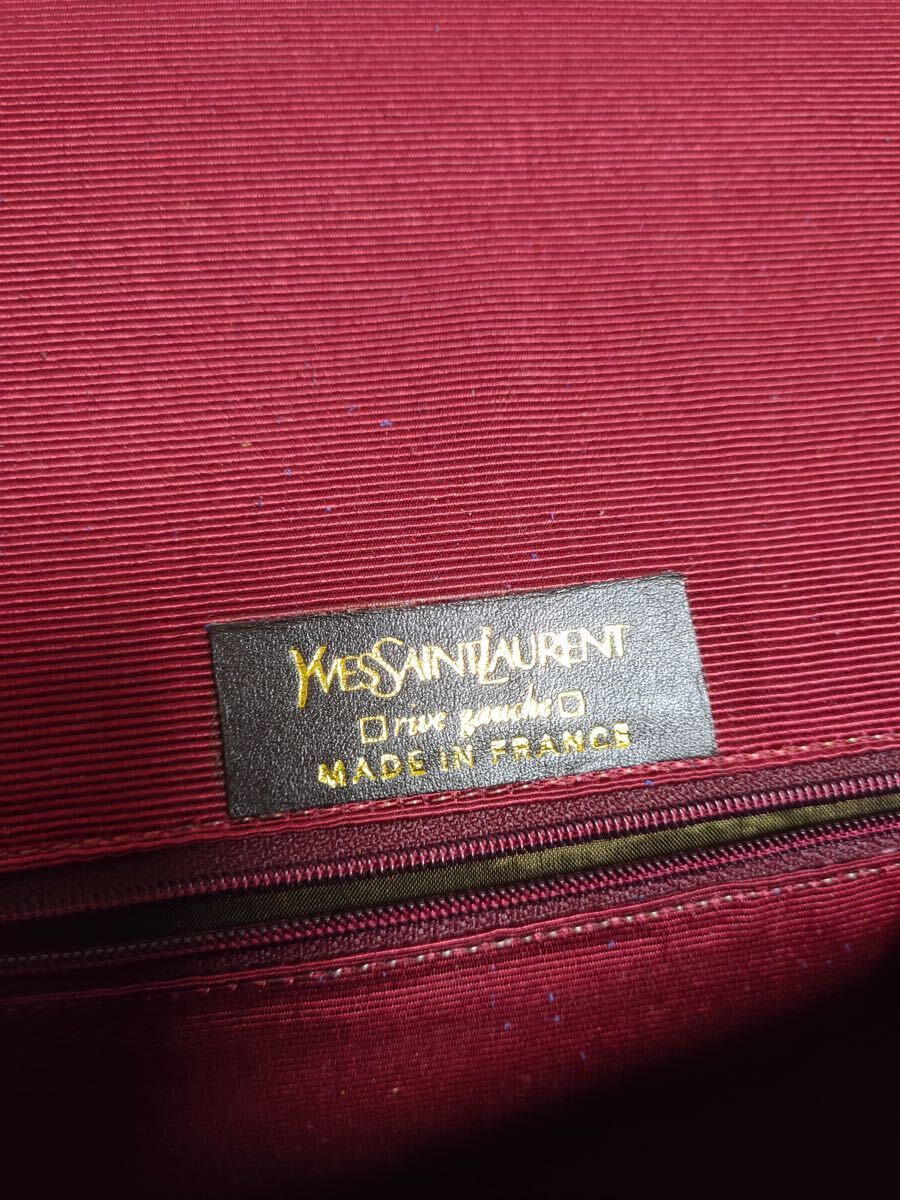 YVES SAINT LAURENT
rive gauche
MADE IN FRANCE